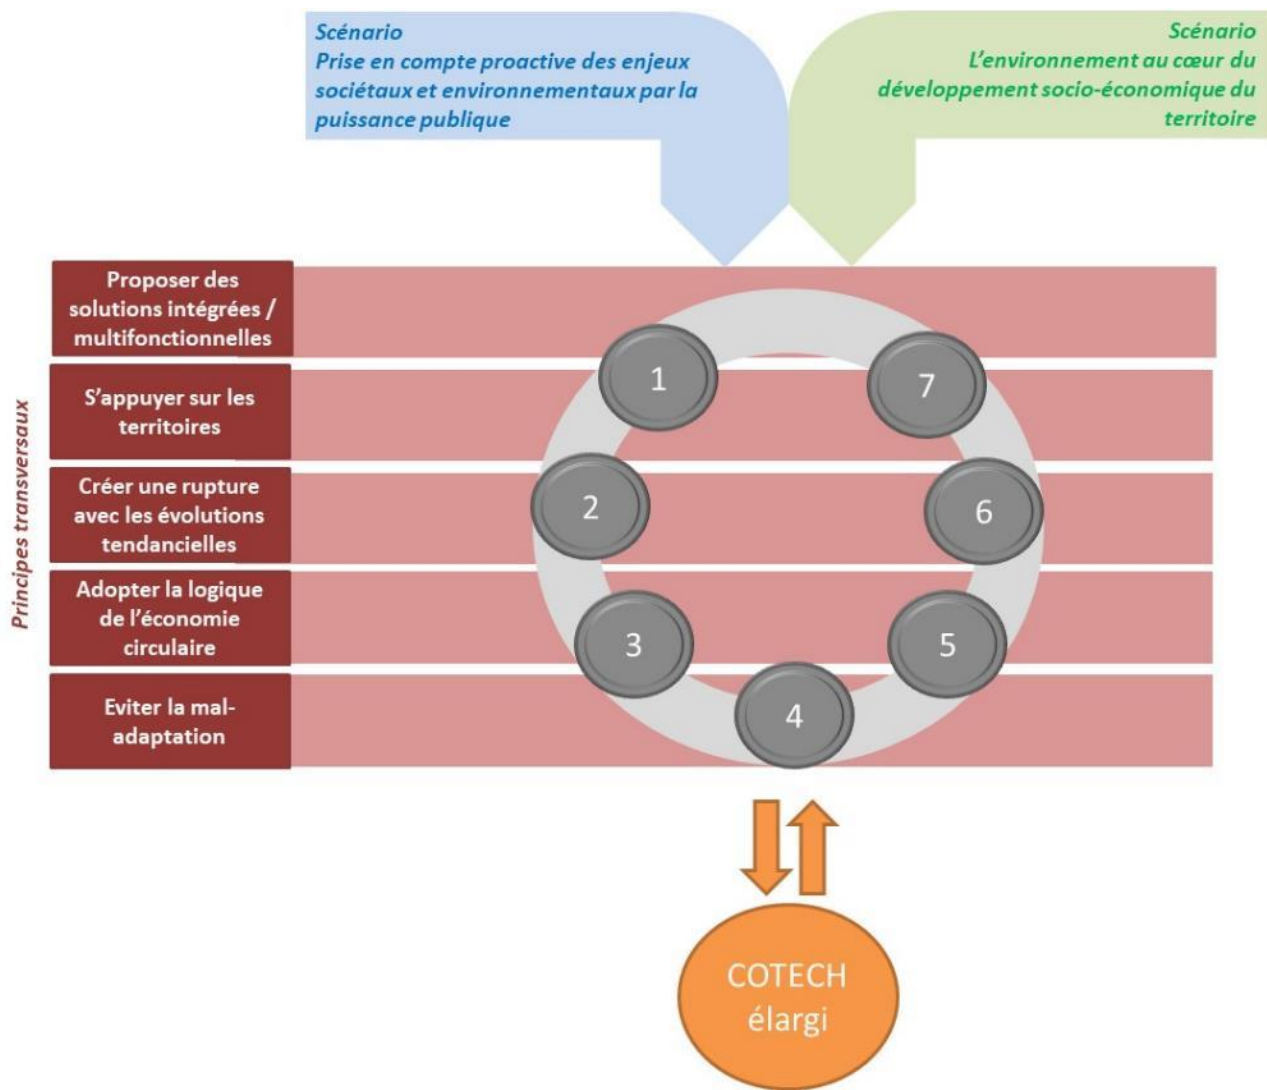 Scénario
Prise en compte proactive des enjeux
sociétaux et environnementaux par la
puissance publique
Scénario
L'environnement au cœur du
développement socio-économique du
territoire
Principes transversaux
Proposer des
solutions intégrées /
multifonctionnelles
S'appuyer sur les
territoires
Créer une rupture
avec les évolutions
tendancielles
Adopter la logique
de l'économie
circulaire
Eviter la mal-
adaptation
1
2
3
4
5
6
7
COTECH
élargi